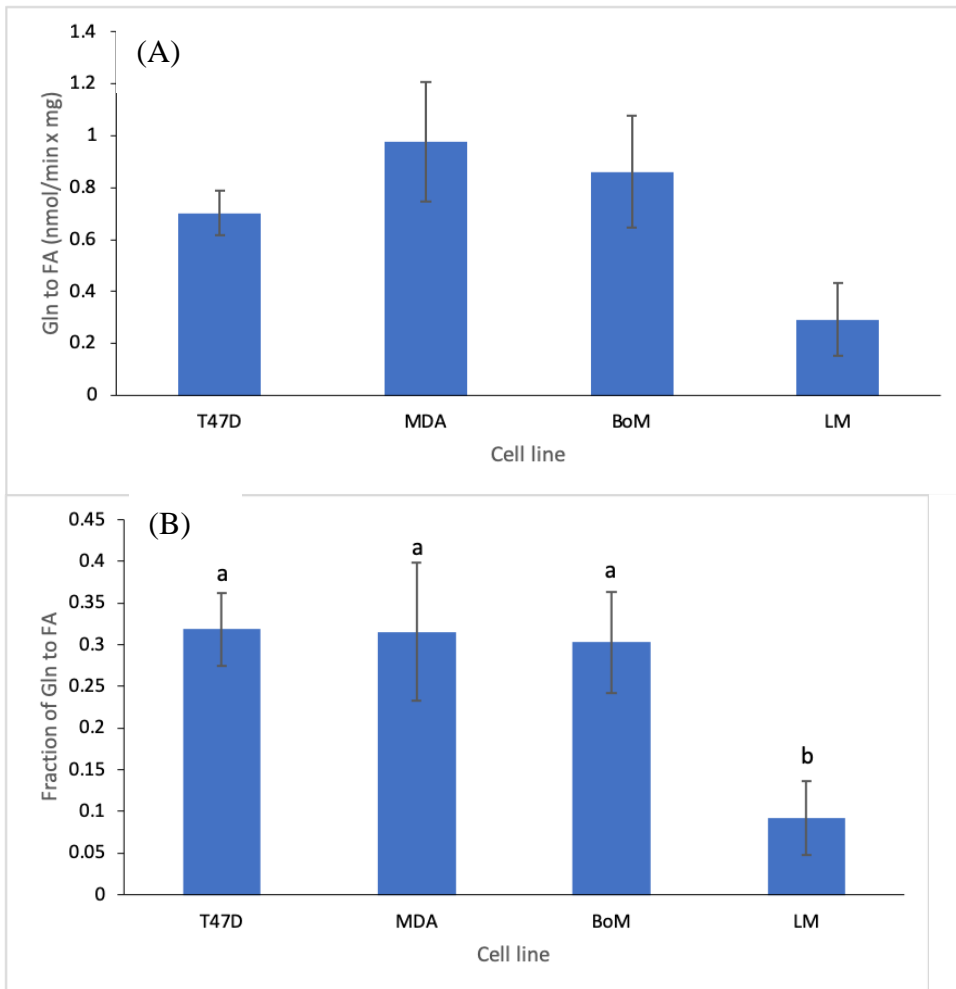 (A)
Gln to FA (nmol/min x mg)
1.4
1.2
1
0.8
0.6
0.4
0.2
0
T47D MDA BoM LM
Cell line
(B)
Fraction of Gln to FA
0.45
0.4
0.35
0.3
0.25
0.2
0.15
0.1
0.05
0
a a a b
T47D MDA BoM LM
Cell line